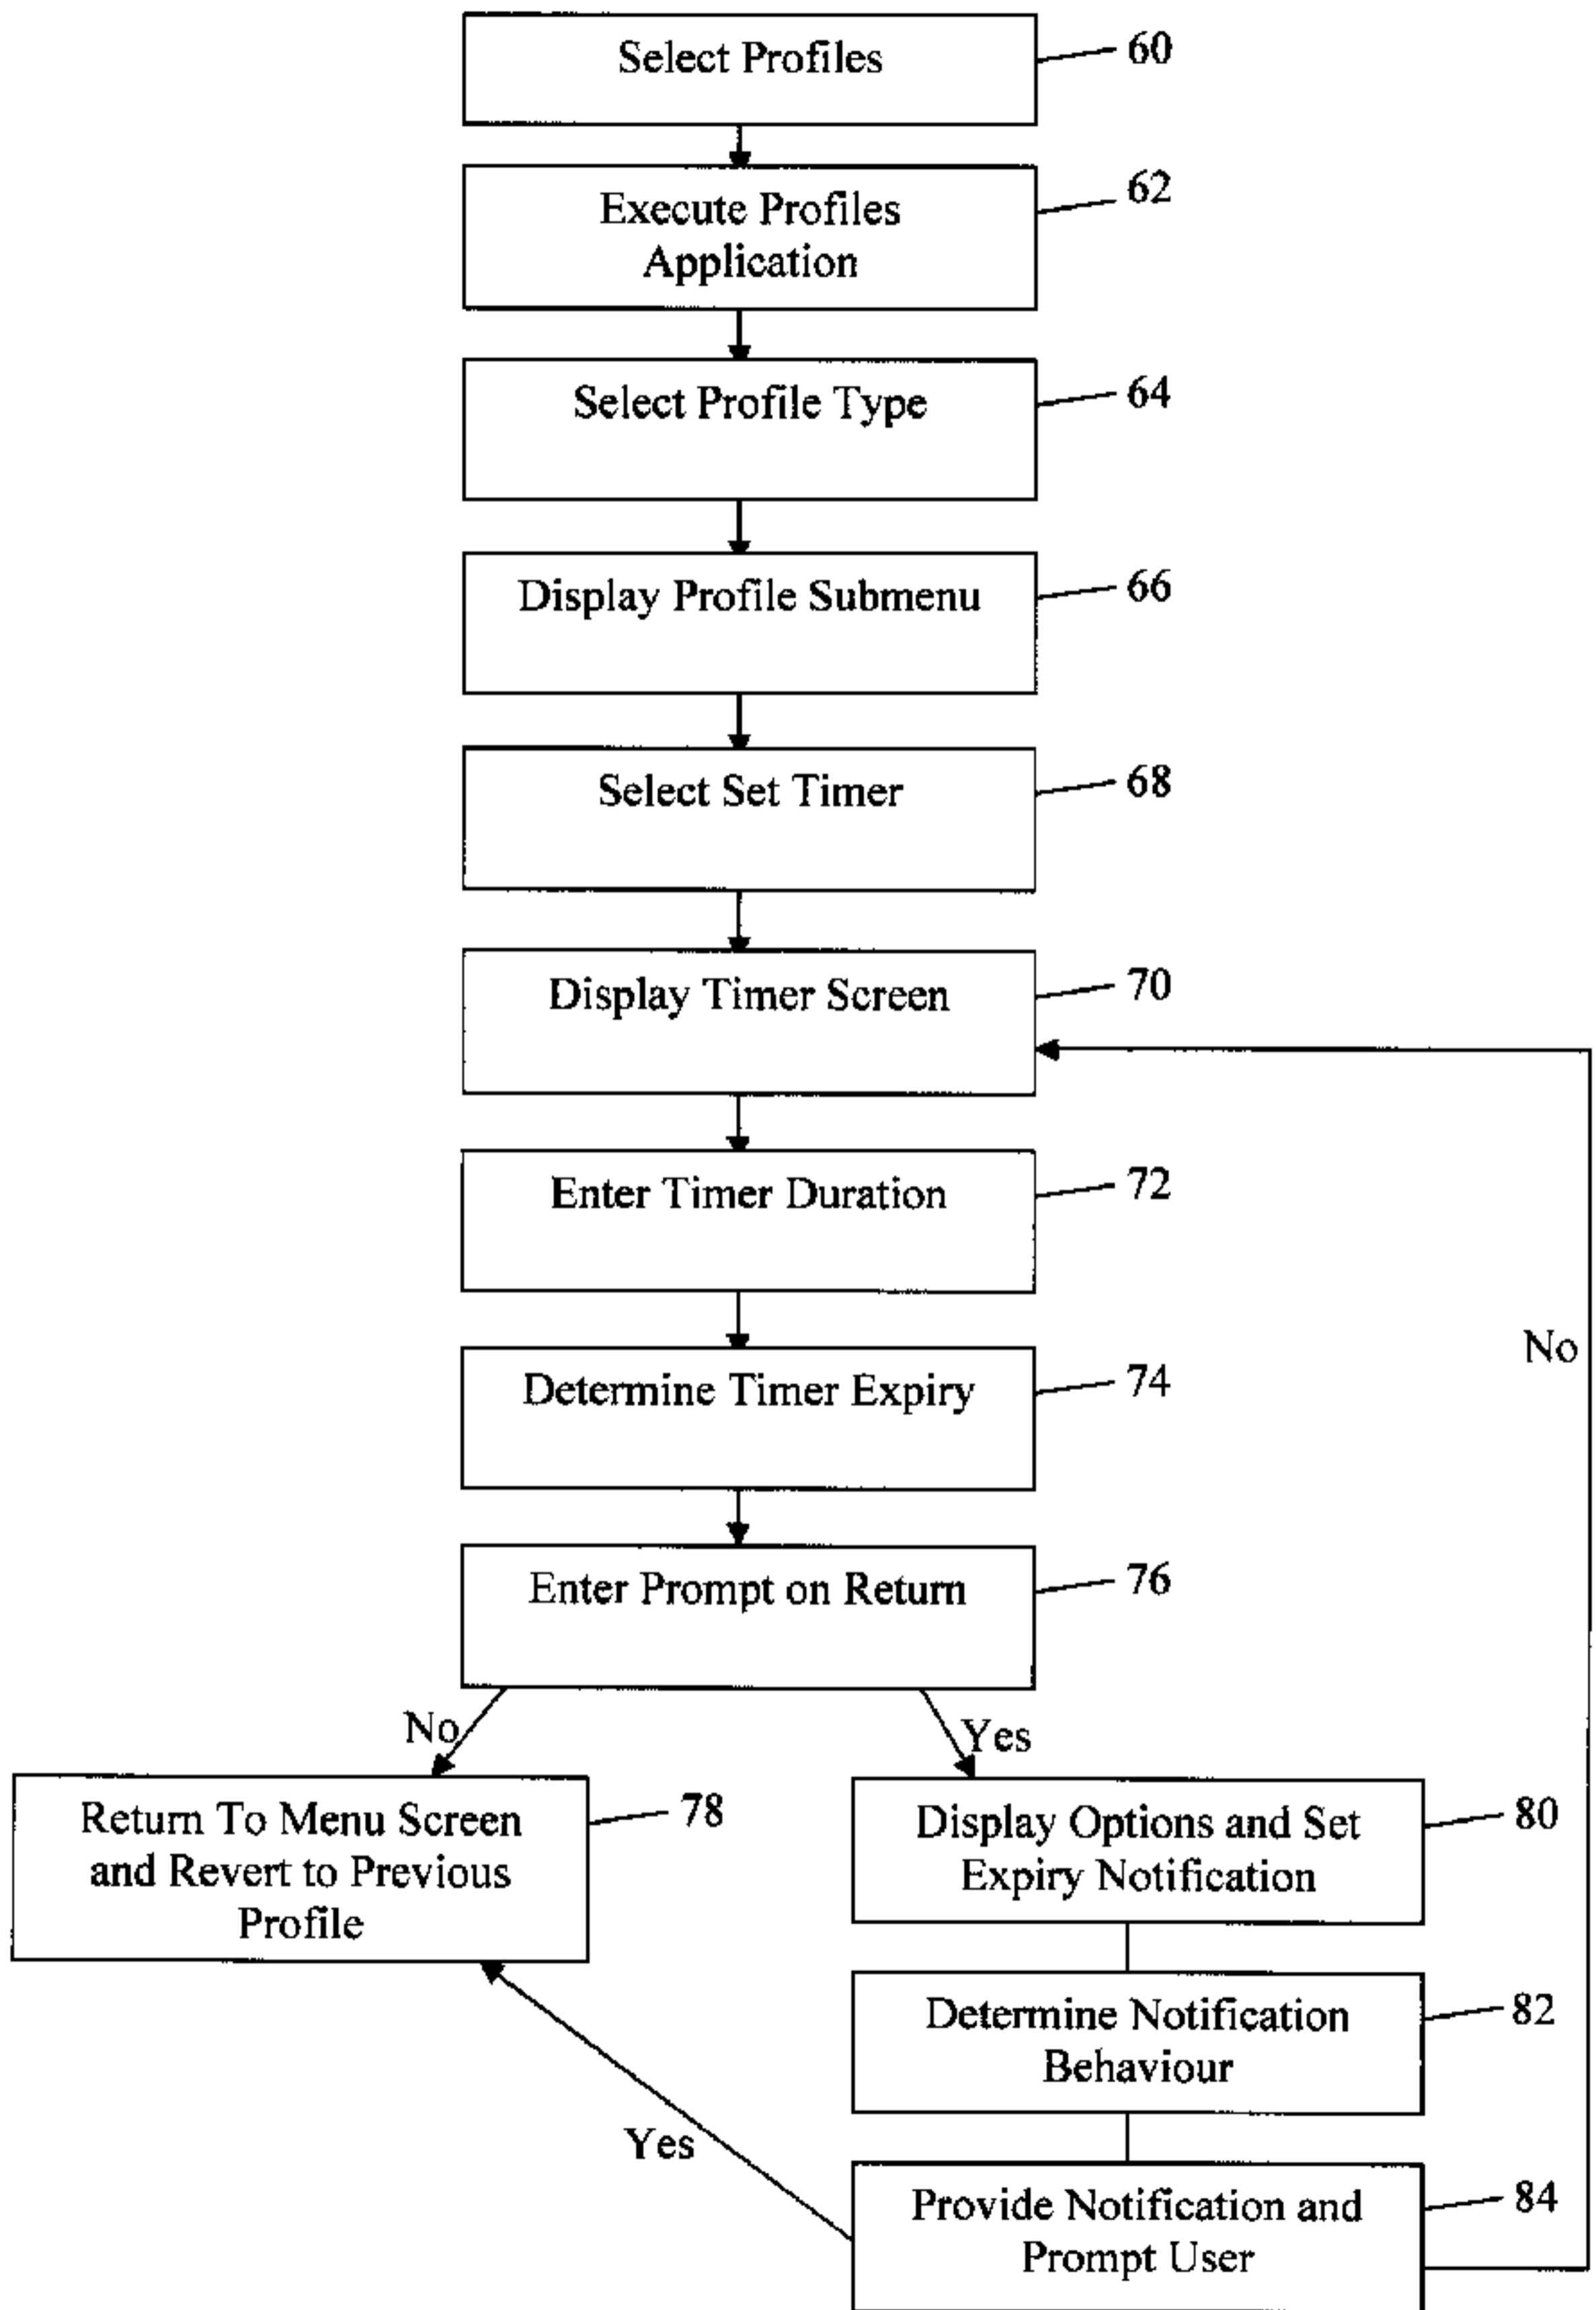 Select Profiles
60
Execute Profiles
Application
62
Select Profile Type
64
Display Profile Submenu
66
Select Set Timer
68
Display Timer Screen
70
Enter Timer Duration
72
No
Determine Timer Expiry
74
Enter Prompt on Return
76
No
Yes
Return To Menu Screen
and Revert to Previous
Profile
78
Display Options and Set
Expiry Notification
80
Determine Notification
Behaviour
82
Yes
Provide Notification and
Prompt User
84